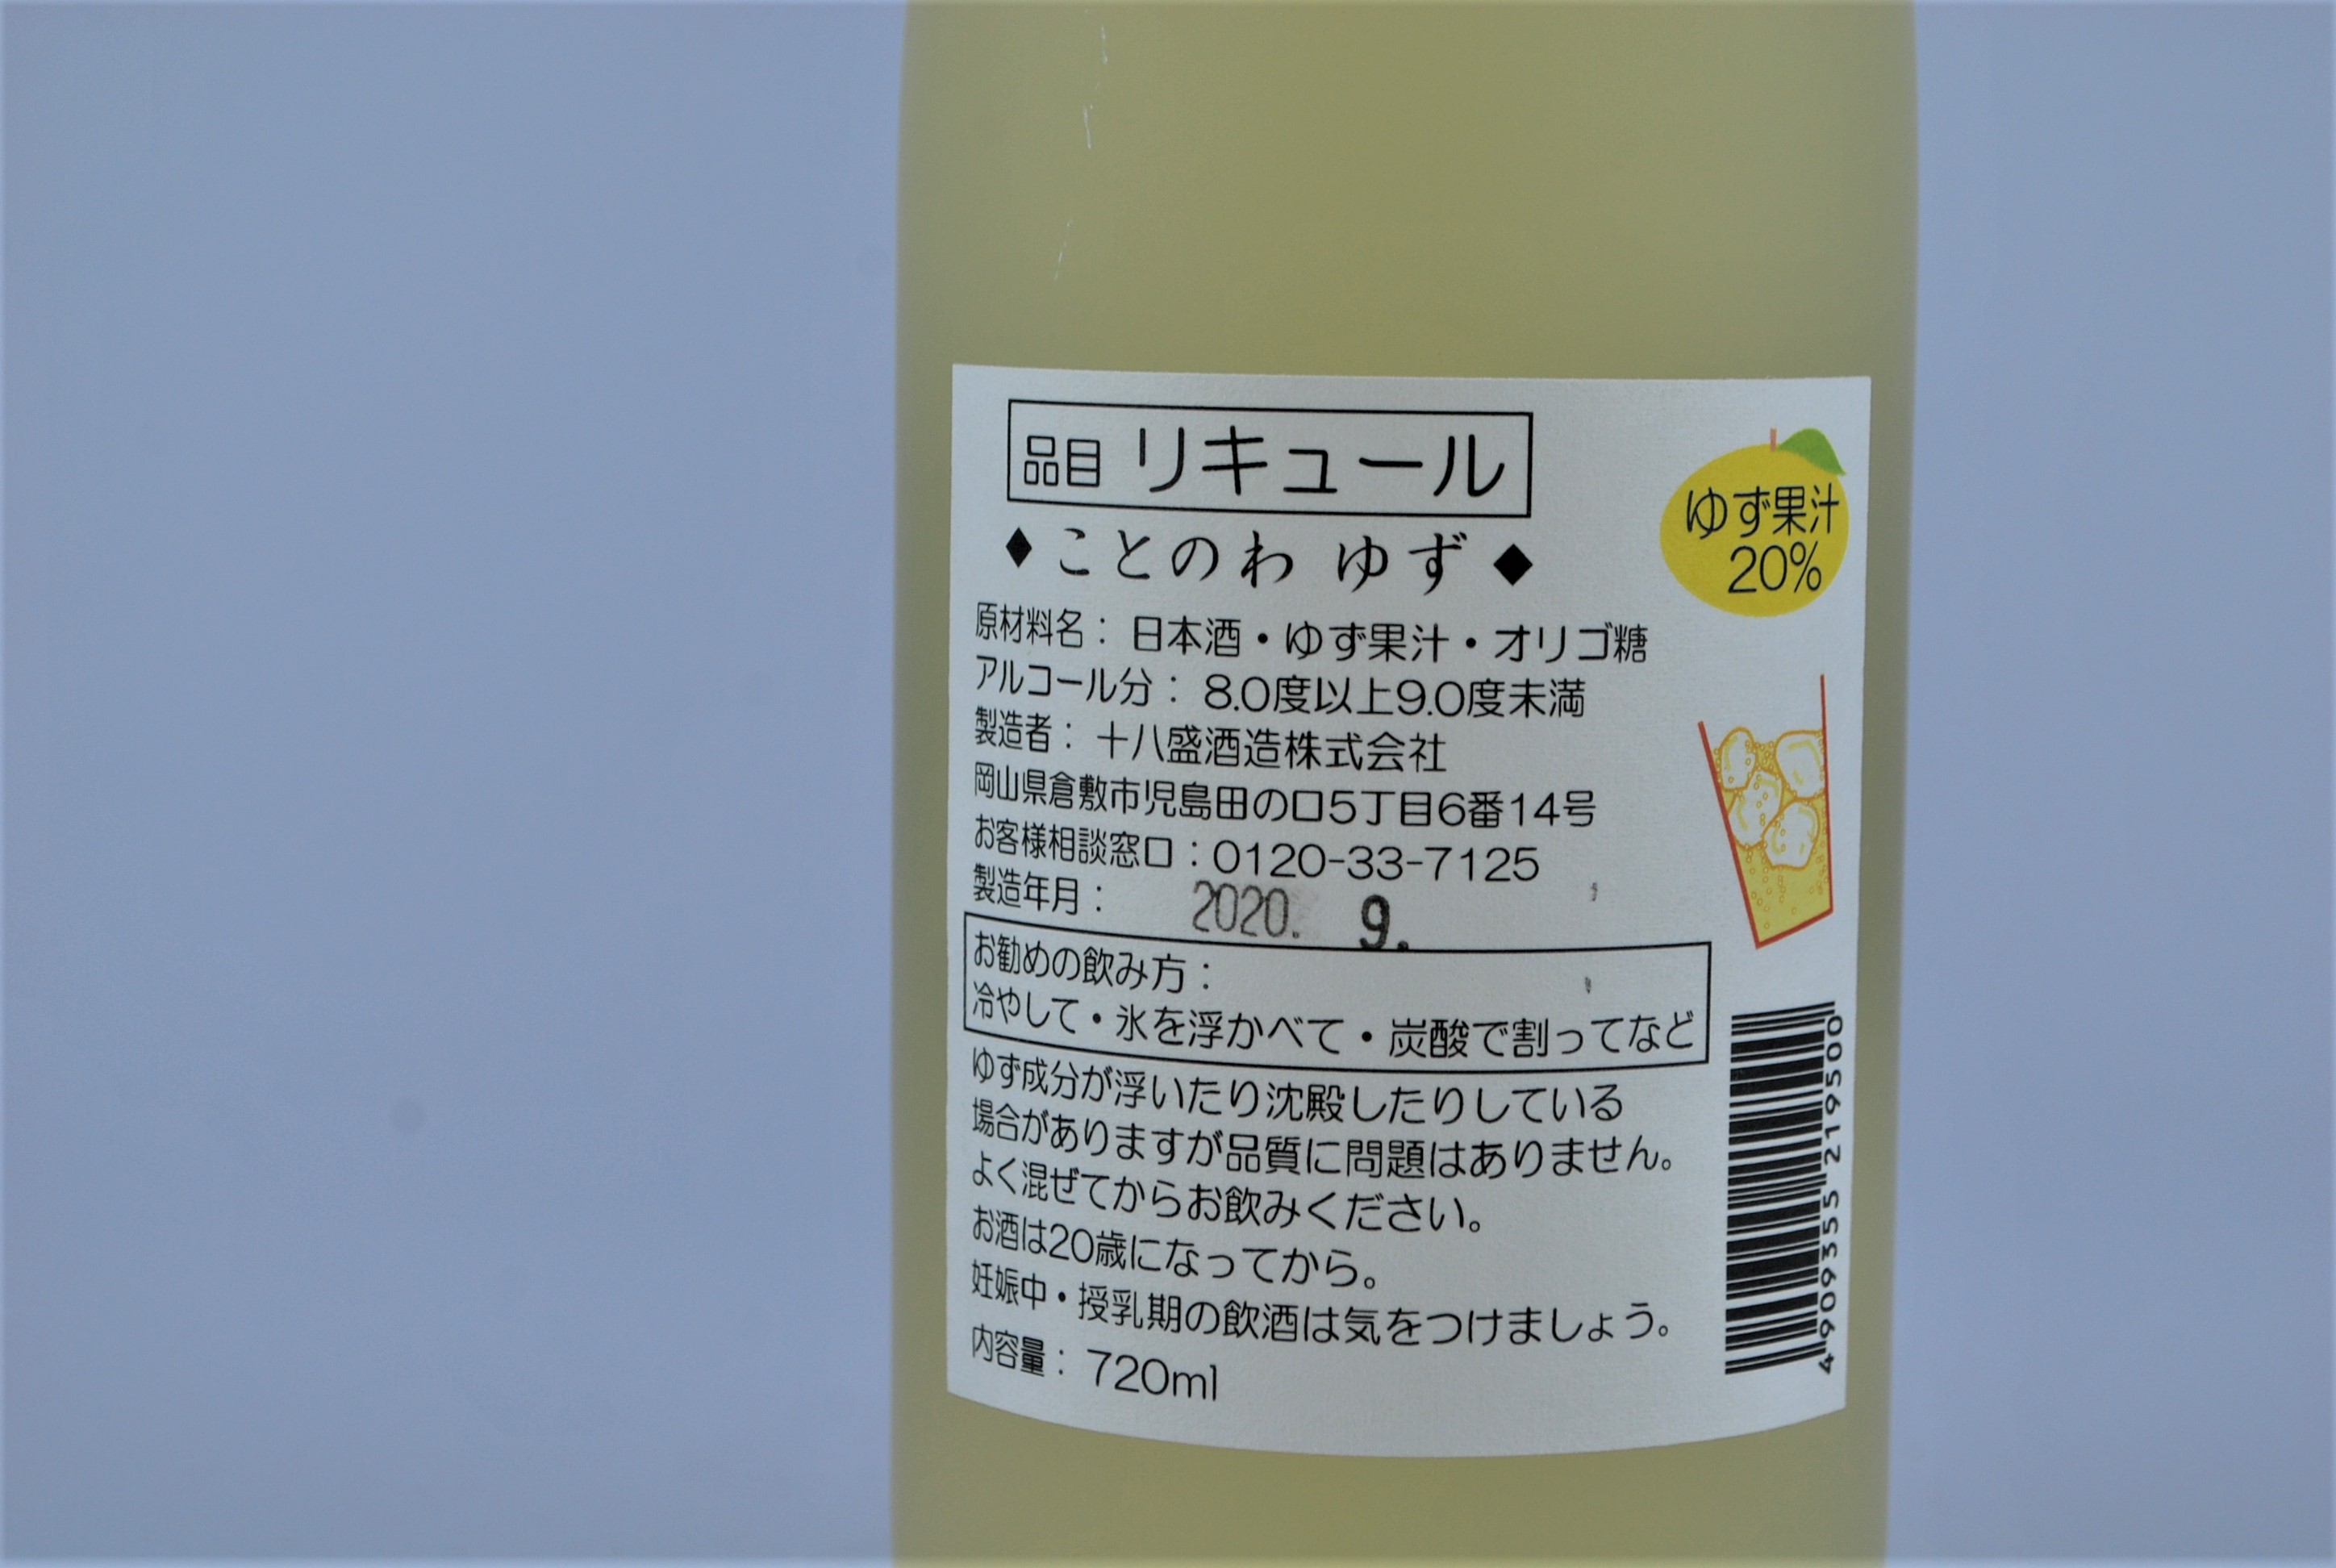 品目 リキュール
◆ことのわ ゆず◆
ゆず果汁
20%
原材料名：日本酒・ゆず果汁・オリゴ糖
アルコール分：8.0度以上9.0度未満
製造者：十八盛酒造株式会社
岡山県倉敷市児島田の口5丁目6番14号
お客様相談窓口：0120-33-7125
製造年月：2020. 9.
お勧めの飲み方：
冷やして・氷を浮かべて・炭酸で割ってなど
ゆず成分が浮いたり沈殿したりしている
場合がありますが品質に問題はありません。
よく混ぜてからお飲みください。
お酒は20歳になってから。
妊娠中・授乳期の飲酒は気をつけましょう。
内容量：720ml
4909355219500